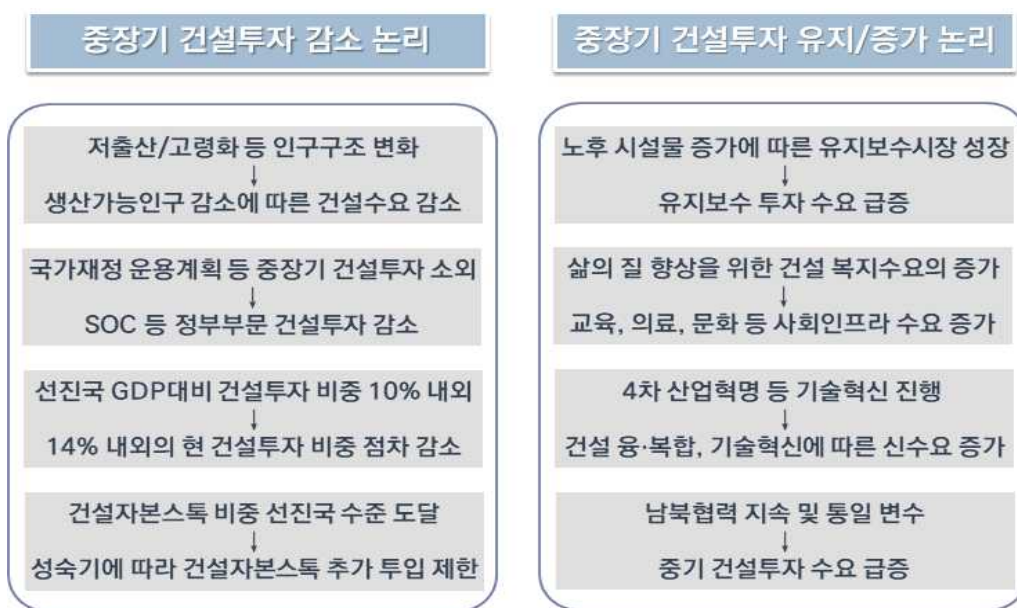 중장기 건설투자 감소 논리
저출산/고령화 등 인구구조 변화
↓
생산가능인구 감소에 따른 건설수요 감소
국가재정 운용계획 등 중장기 건설투자 소외
↓
SOC 등 정부부문 건설투자 감소
선진국 GDP대비 건설투자 비중 10% 내외
↓
14% 내외의 현 건설투자 비중 점차 감소
건설자본스톡 비중 선진국 수준 도달
↓
성숙기에 따라 건설자본스톡 추가 투입 제한
중장기 건설투자 유지/증가 논리
노후 시설물 증가에 따른 유지보수시장 성장
↓
유지보수 투자 수요 급증
삶의 질 향상을 위한 건설 복지수요의 증가
↓
교육, 의료, 문화 등 사회인프라 수요 증가
4차 산업혁명 등 기술혁신 진행
↓
건설 융·복합, 기술혁신에 따른 신수요 증가
남북협력 지속 및 통일 변수
↓
중기 건설투자 수요 급증